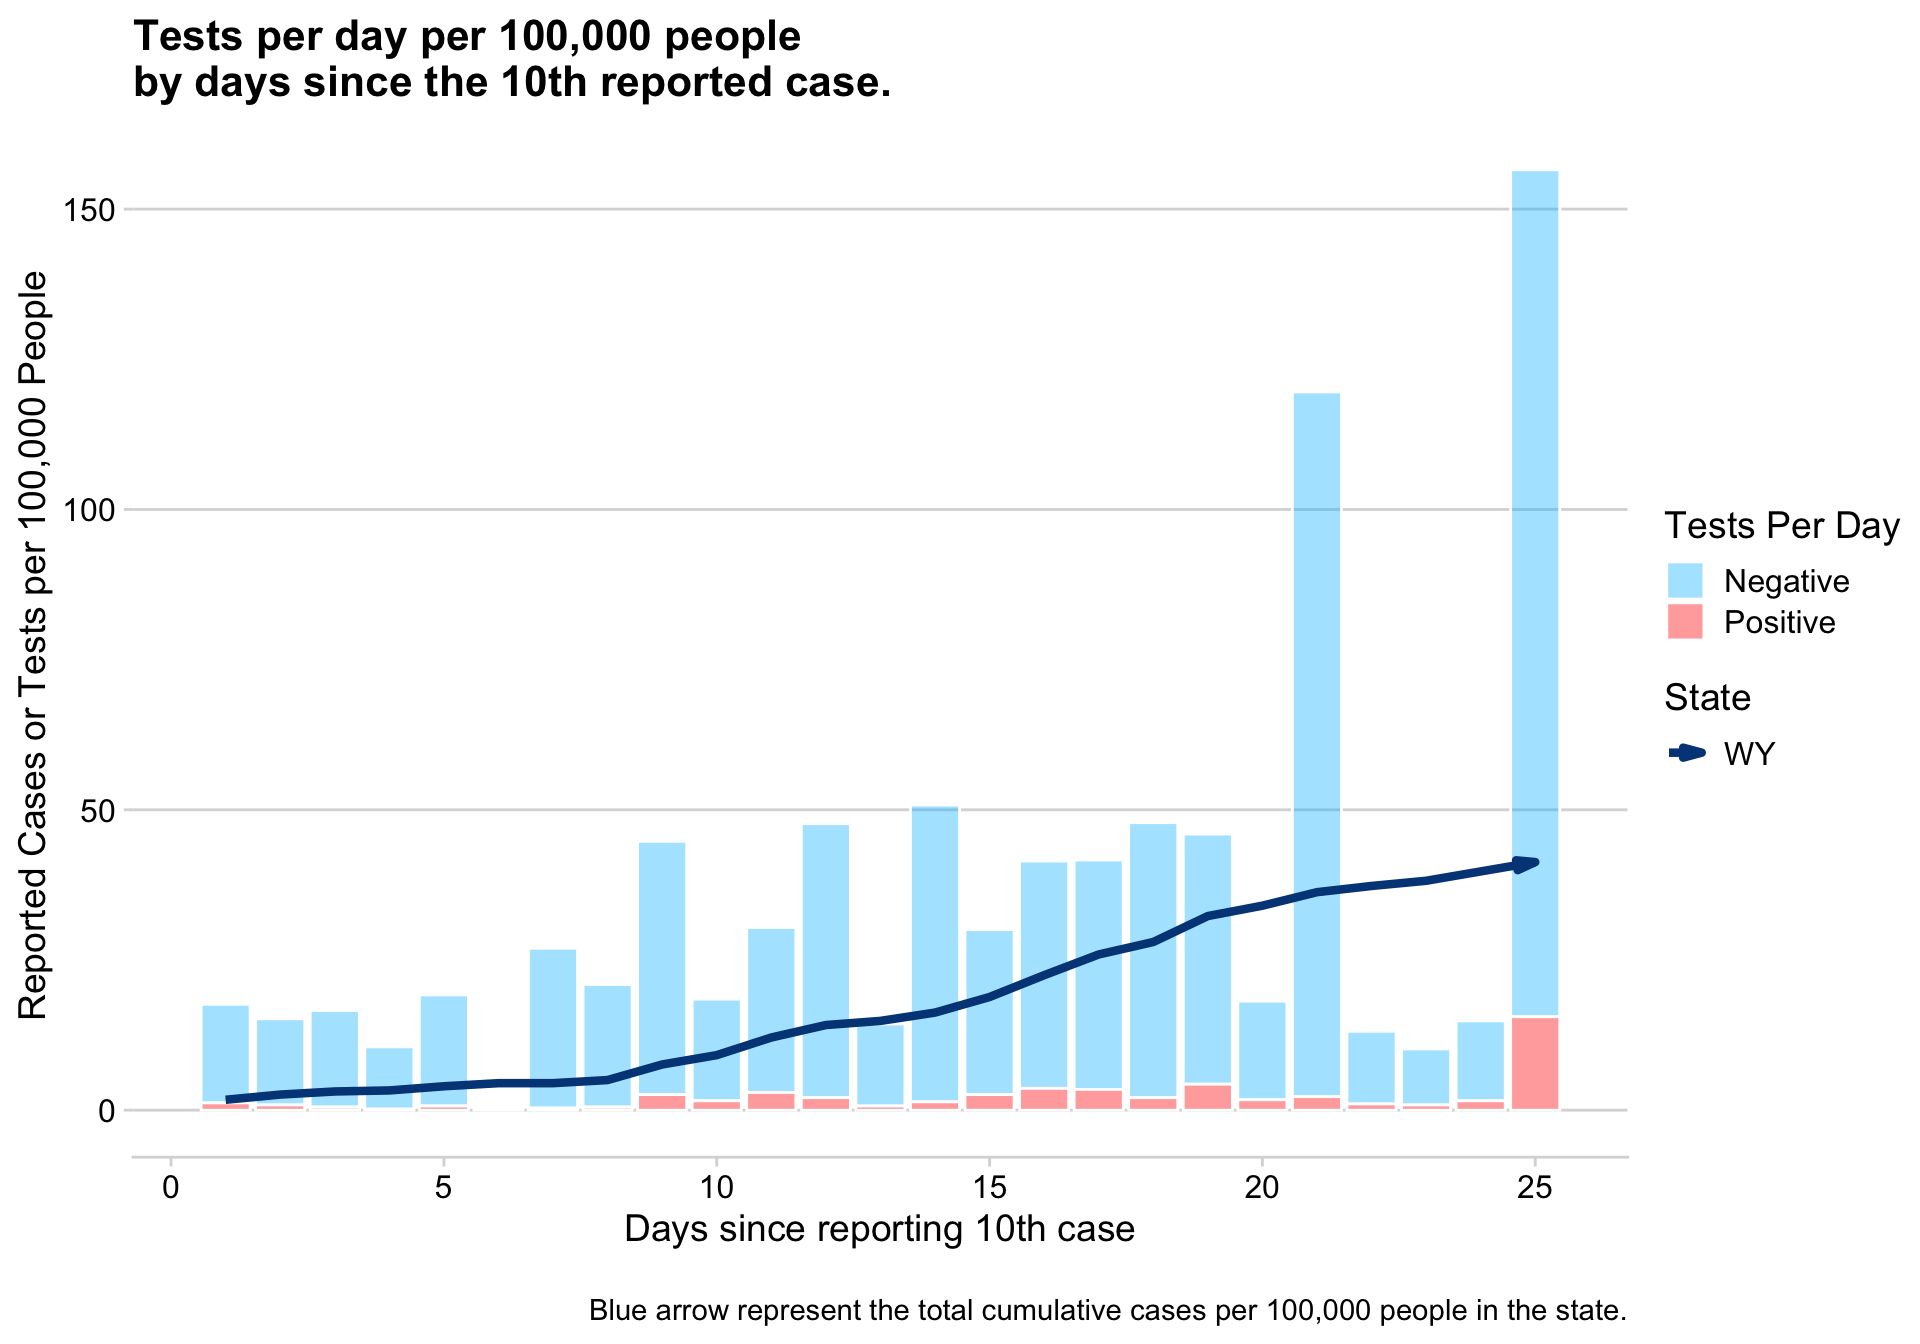 Tests per day per 100,000 people
by days since the 10th reported case.
Reported Cases or Tests per 100,000 People
150
100
50
0
0 5 10 15 20 25
Days since reporting 10th case
Tests Per Day
Negative
Positive
State
WY
Blue arrow represent the total cumulative cases per 100,000 people in the state.